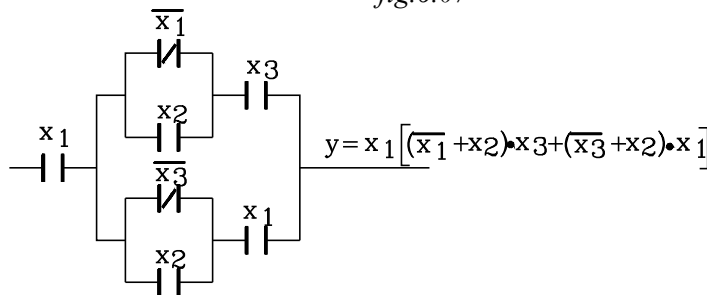 x̅1̅
x3
x2
x1
y = x1[(x̅1̅ + x2)•x3 + (x̅3̅ + x2)•x1]
x̅3̅
x1
x2